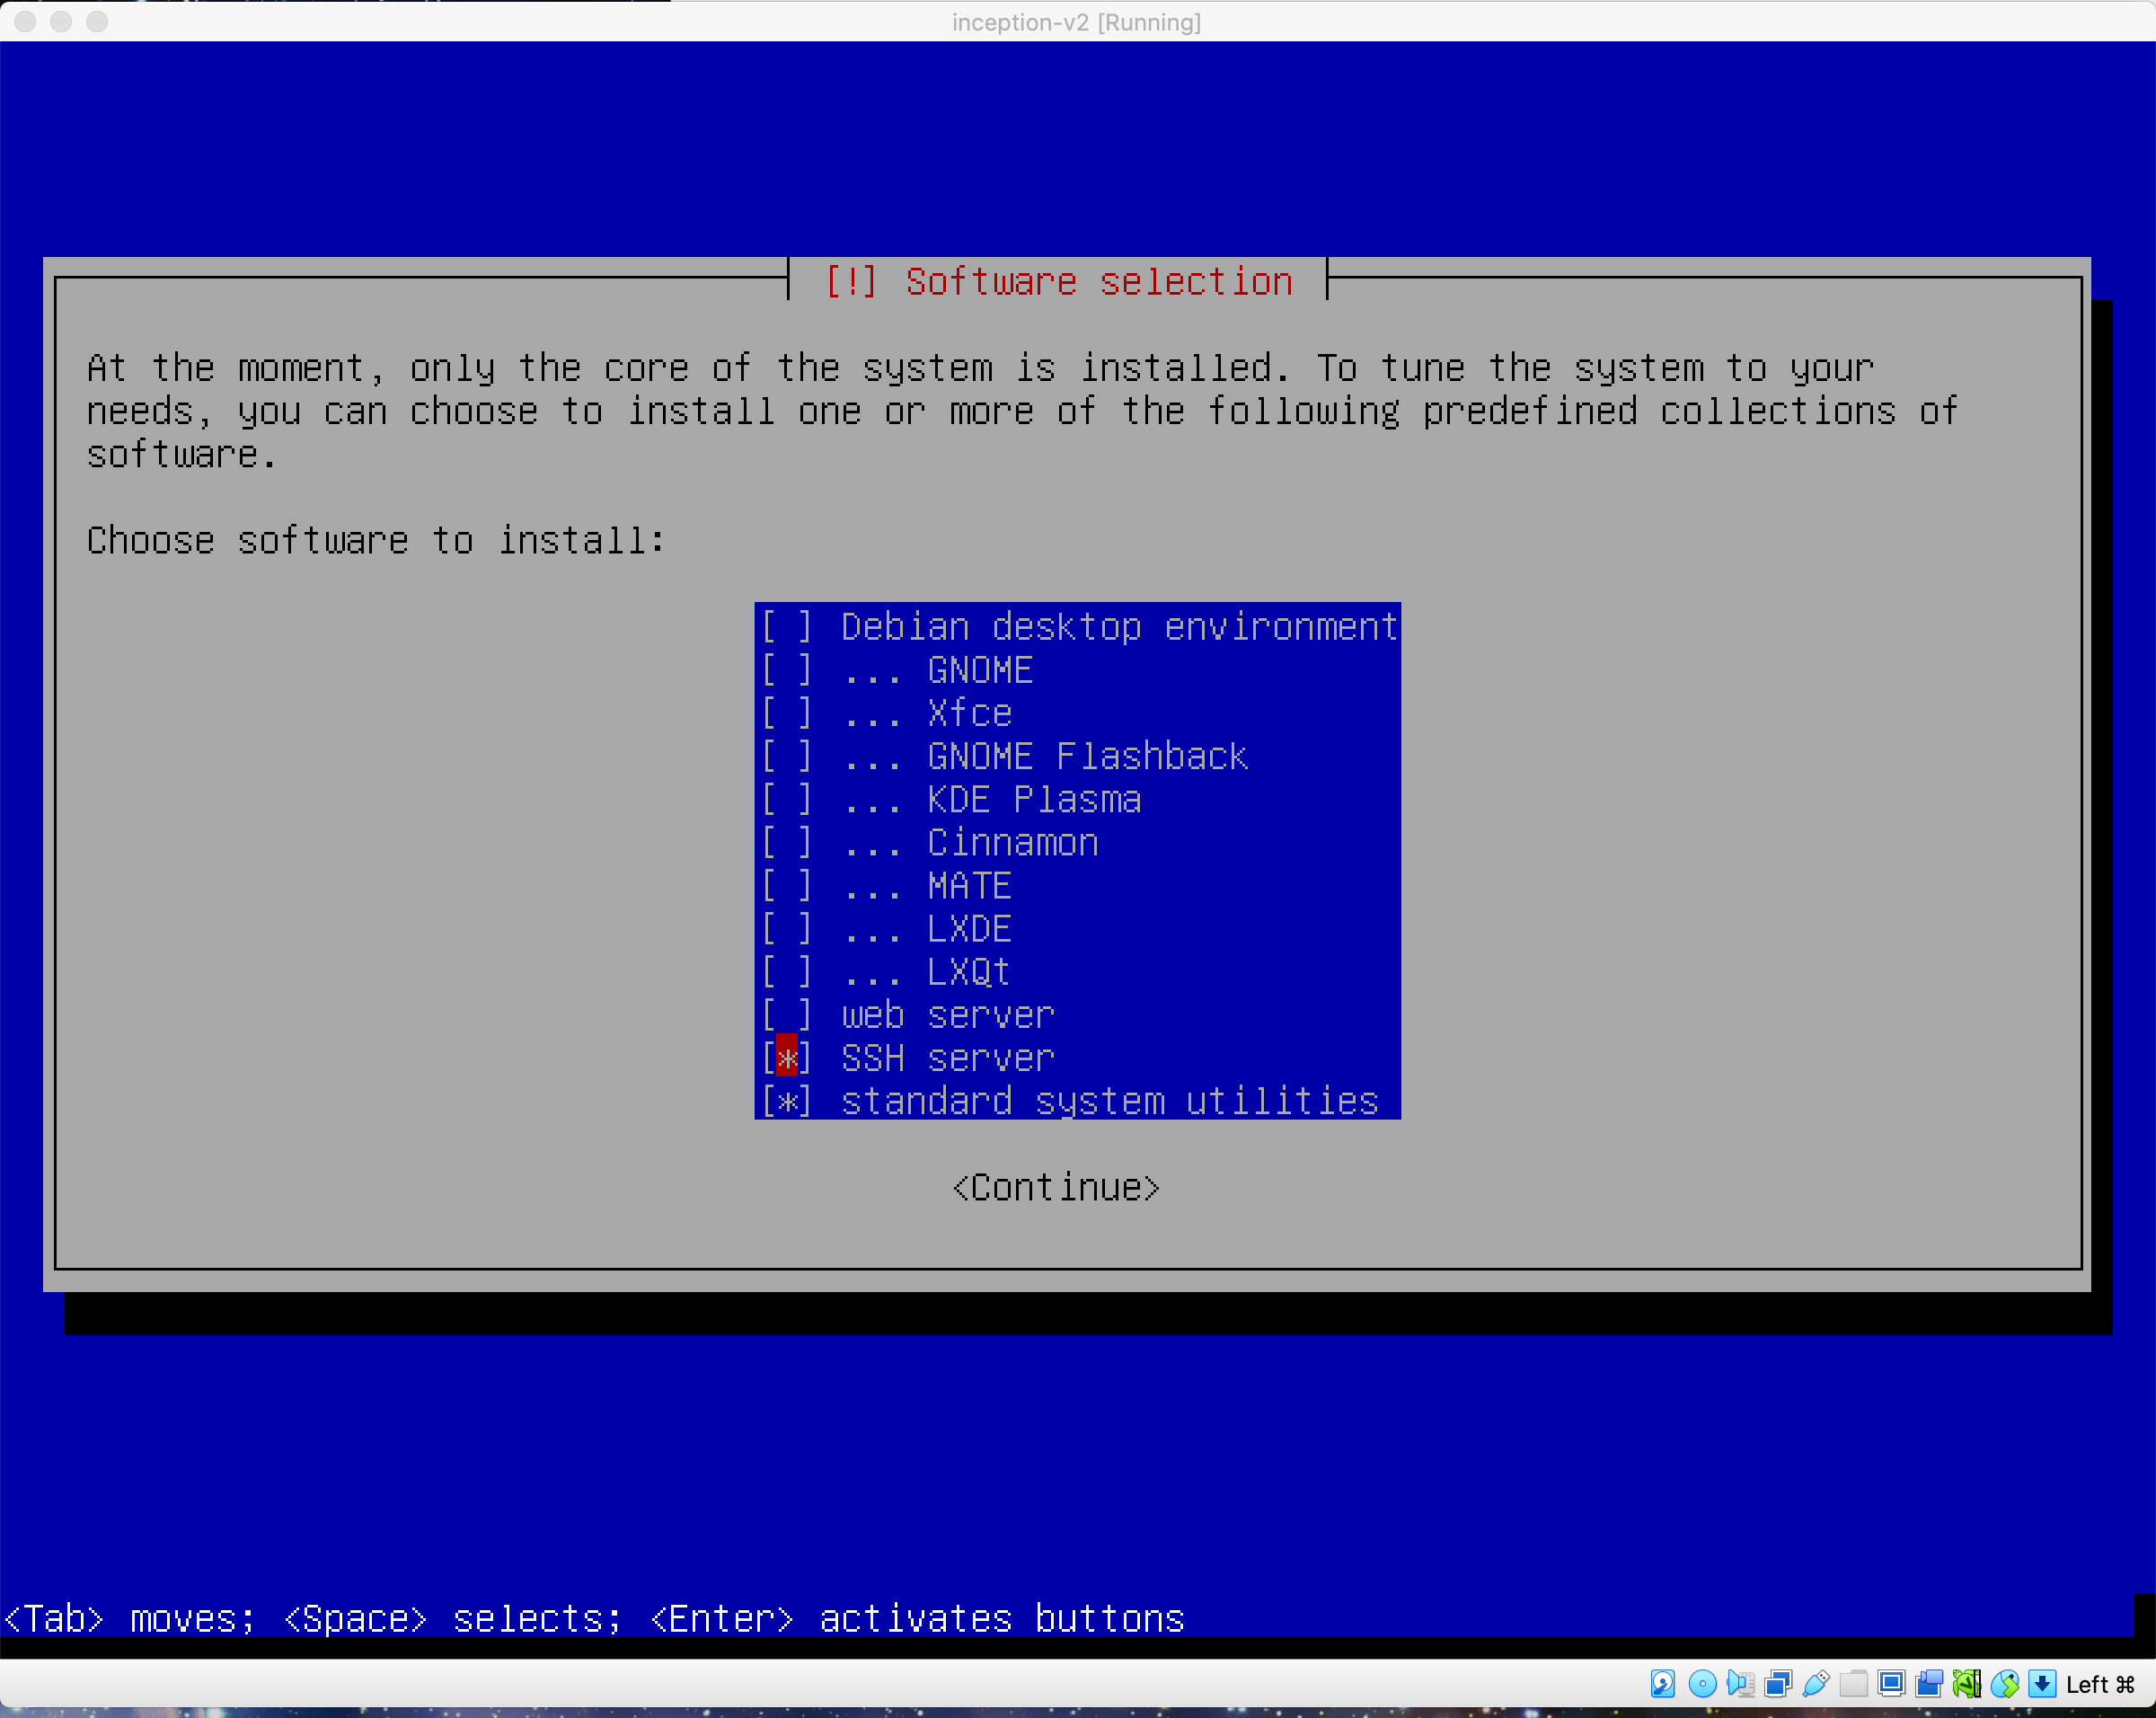 inception-v2 [Running]
[!] Software selection
At the moment, only the core of the system is installed. To tune the system to your
needs, you can choose to install one or more of the following predefined collections of
software.
Choose software to install:
[ ] Debian desktop environment
[ ] ... GNOME
[ ] ... Xfce
[ ] ... GNOME Flashback
[ ] ... KDE Plasma
[ ] ... Cinnamon
[ ] ... MATE
[ ] ... LXDE
[ ] ... LXQt
[ ] web server
[*] SSH server
[*] standard system utilities
<Continue>
<Tab> moves; <Space> selects; <Enter> activates buttons
Left ⌘